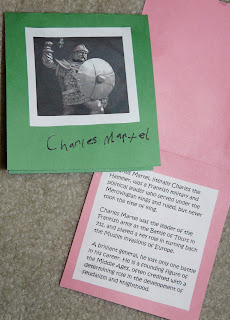 Charles Martel
Charles Martel, literally Charles the
Hammer, was a Frankish military and
political leader who served under the
Merovingian kings and ruled, but never
took the title of king.
Charles Martel was the leader of the
Frankish army at the Battle of Tours in
732, and played a key role in turning back
the Muslim invasions of Europe.
A brilliant general, he lost only one battle
in his career. He is a founding figure of
the Middle Ages, often credited with a
determining role in the development of
feudalism and knighthood.